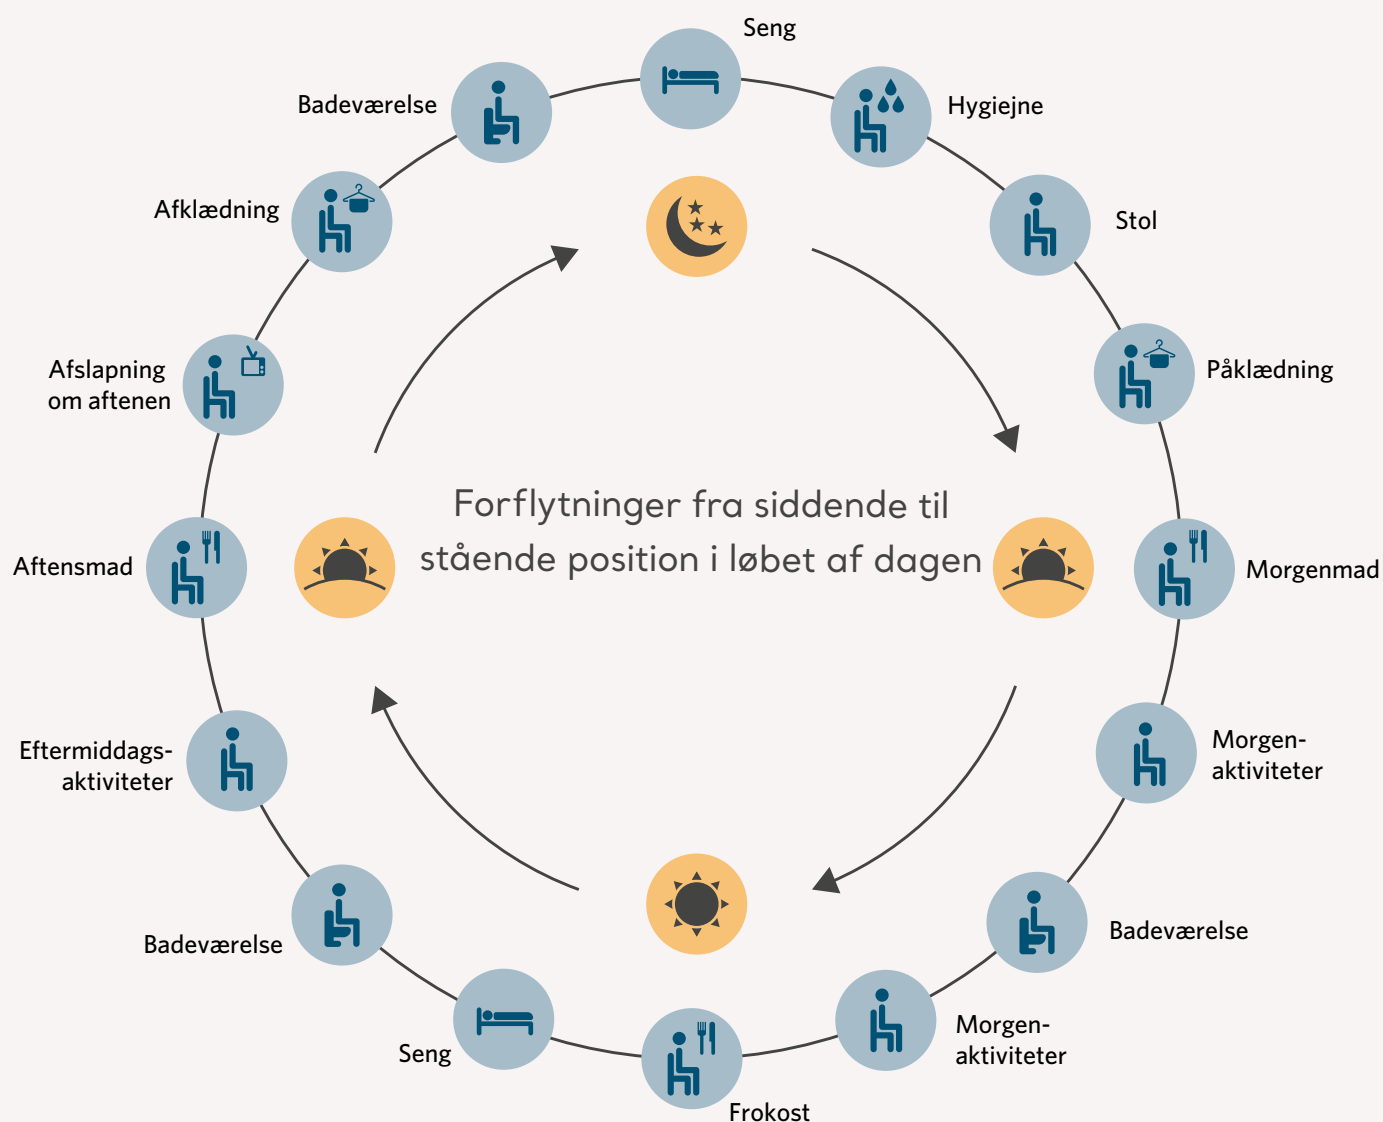 Seng
Hygiejne
Stol
Påklædning
Morgenmad
Morgen-
aktiviteter
Badeværelse
Morgen-
aktiviteter
Frokost
Seng
Badeværelse
Eftermiddags-
aktiviteter
Aftensmad
Afslapning
om aftenen
Afklædning
Badeværelse
Forflytninger fra siddende til
stående position i løbet af dagen